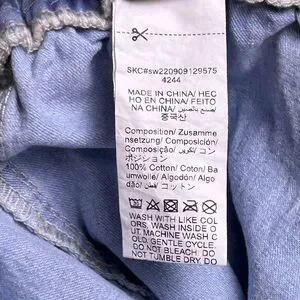 SKC#sw220909129575
4244
MADE IN CHINA/ HEC
HO EN CHINA/ FEITO
NA CHINA/ صنع بالصين/
중국산
Composition/ Zusamme
nsetzung/ Composición/
Composição/ تكوين/ コン
ポジション
100% Cotton/ Coton/ Ba
umwolle/ Algodón/ Algo
dão/ قطن/ コットン
WASH WITH LIKE COL
ORS, WASH INSIDE O
UT. MACHINE WASH C
OLD, GENTLE CYCLE.
DO NOT BLEACH. DO
NOT TUMBLE DRY. DO